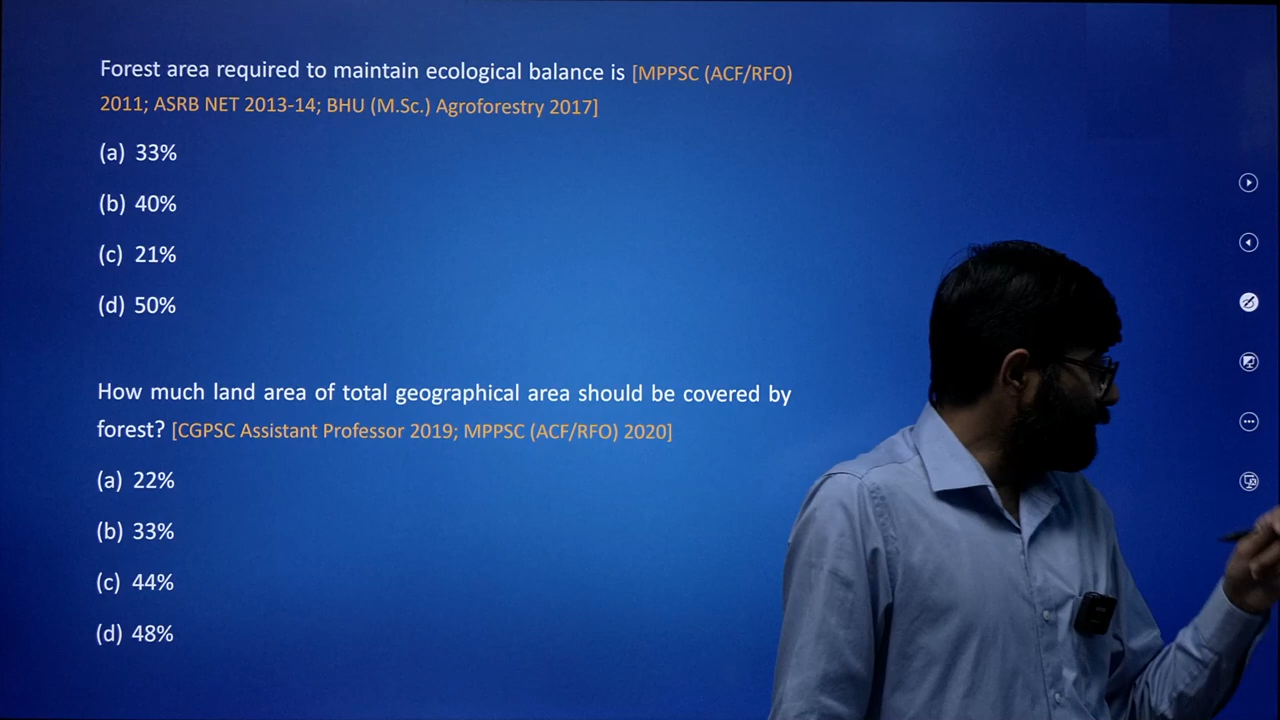 Forest area required to maintain ecological balance is [MPPSC (ACF/RFO)
2011; ASRB NET 2013-14; BHU (M.Sc.) Agroforestry 2017]
(a) 33%
(b) 40%
(c) 21%
(d) 50%
How much land area of total geographical area should be covered by
forest? [CGPSC Assistant Professor 2019; MPPSC (ACF/RFO) 2020]
(a) 22%
(b) 33%
(c) 44%
(d) 48%